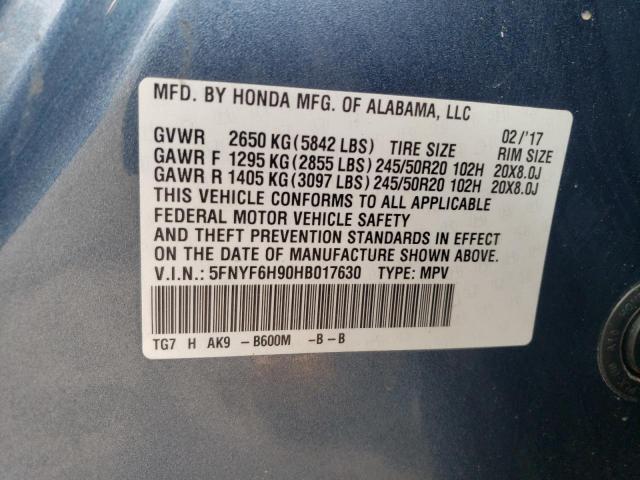 MFD. BY HONDA MFG. OF ALABAMA, LLC
02/'17
GVWR 2650 KG(5842 LBS) TIRE SIZE RIM SIZE
GAWR F 1295 KG(2855 LBS)245/50R20 102H 20X8.0J
GAWR R 1405 KG(3097 LBS)245/50R20 102H 20X8.0J
THIS VEHICLE CONFORMS TO ALL APPLICABLE
FEDERAL MOTOR VEHICLE SAFETY
AND THEFT PREVENTION STANDARDS IN EFFECT
ON THE DATE OF MANUFACTURE SHOWN ABOVE.
V.I.N.: 5FNYF6H90HB017630 TYPE: MPV
TG7 H AK9 -B600M -B-B